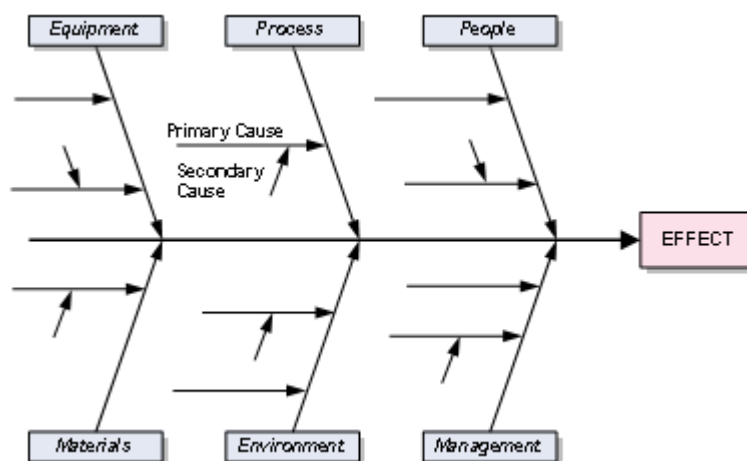 Equipment
Process
People
Primary Cause
Secondary
Cause
EFFECT
Materials
Environment
Management